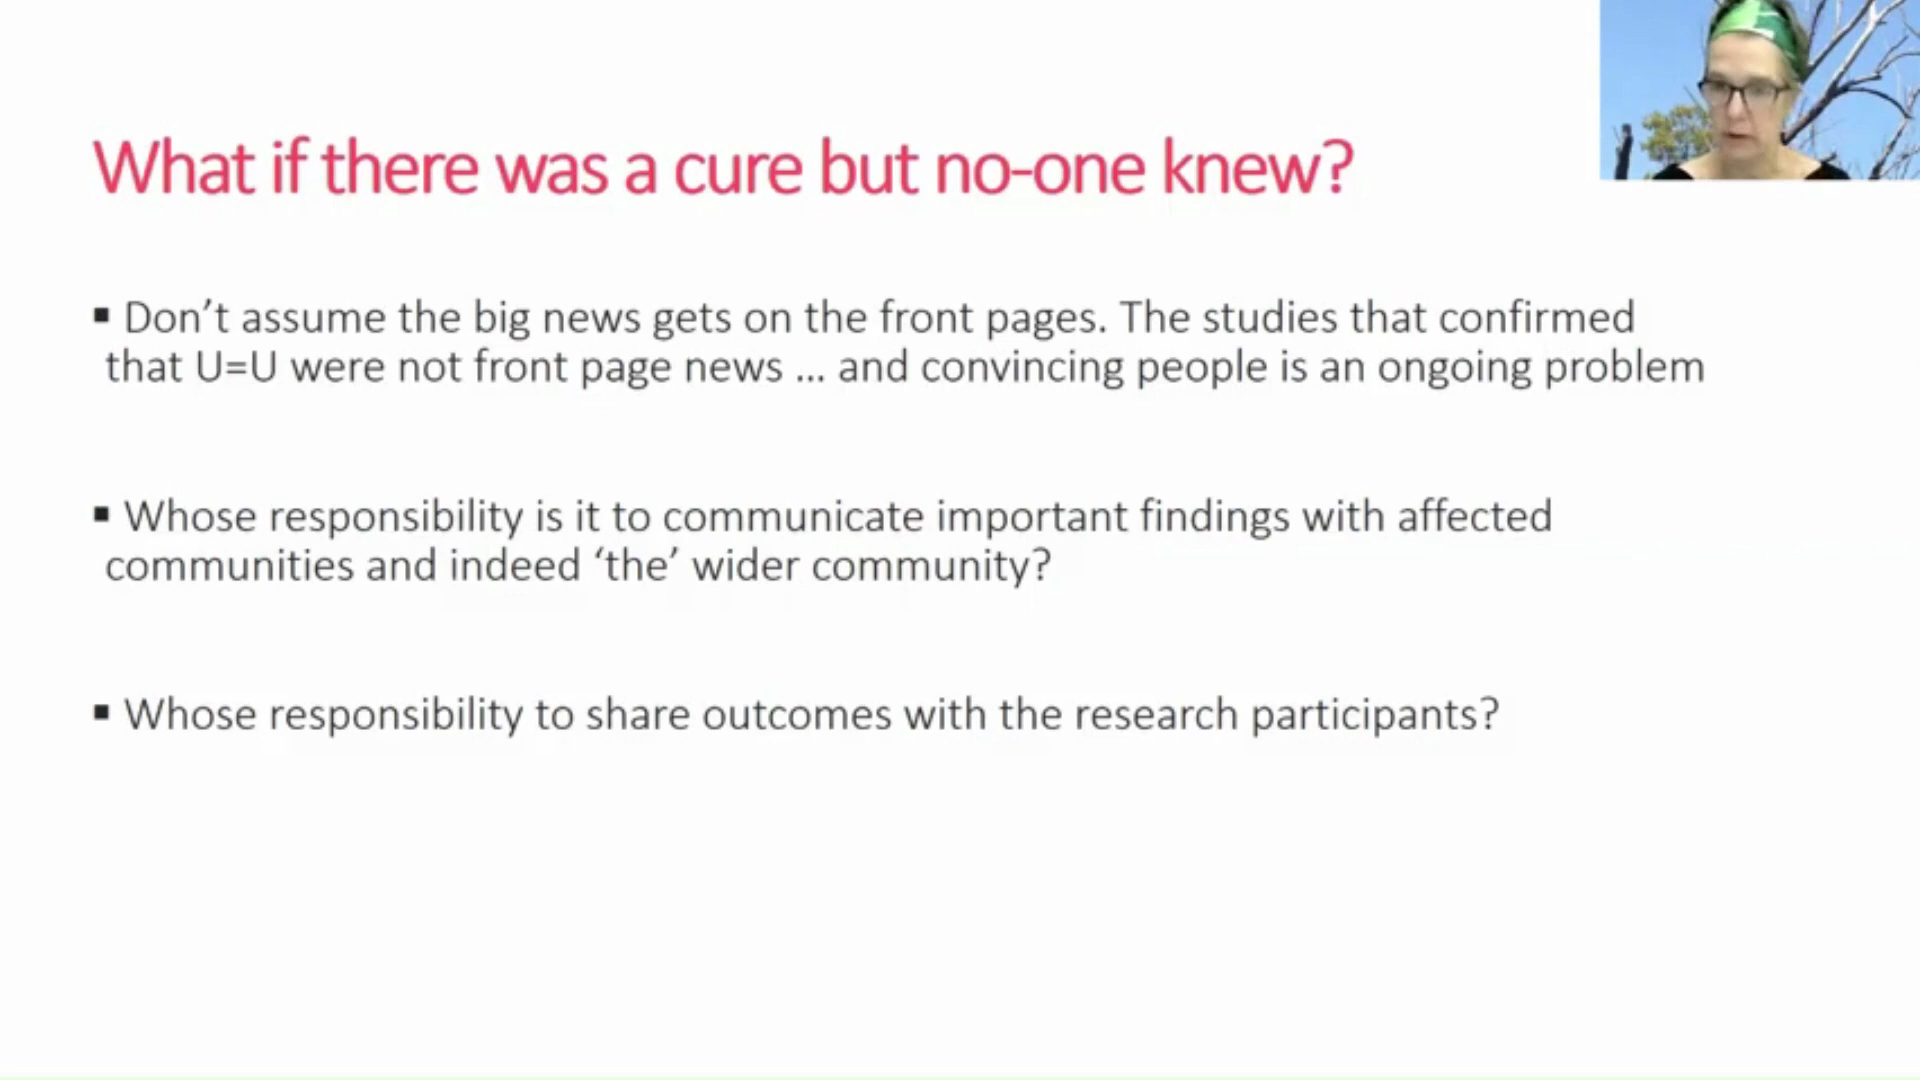 What if there was a cure but no-one knew?
▪ Don’t assume the big news gets on the front pages. The studies that confirmed
that U=U were not front page news ... and convincing people is an ongoing problem
▪ Whose responsibility is it to communicate important findings with affected
communities and indeed ‘the’ wider community?
▪ Whose responsibility to share outcomes with the research participants?